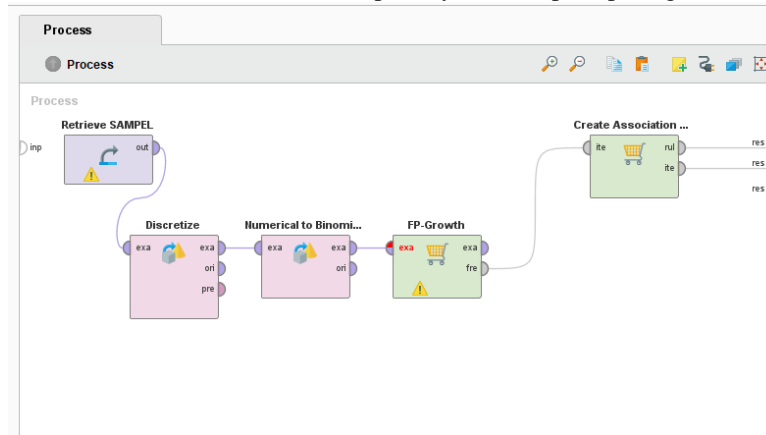 Process
Process
Process
Retrieve SAMPEL
inp
out
Discretize
exa
exa
ori
pre
Numerical to Binomi...
exa
exa
ori
FP-Growth
exa
exa
fre
Create Association ...
ite
rul
ite
res
res
res